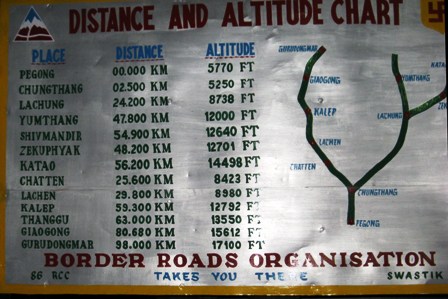 DISTANCE AND ALTITUDE CHART
PLACE DISTANCE ALTITUDE
PEGONG 00.000 KM 5770 FT
CHUNGTHANG 02.500 KM 5250 FT
LACHUNG 24.200 KM 8738 FT
YUMTHANG 47.800 KM 12000 FT
SHIVMANDIR 54.900 KM 12640 FT
ZEKUPHYAK 48.200 KM 12701 FT
KATAO 56.200 KM 14498 FT
CHATTEN 25.600 KM 8423 FT
LACHEN 29.800 KM 8980 FT
KALEP 59.300 KM 12792 FT
THANGGU 63.000 KM 13550 FT
GIAOGONG 80.680 KM 15612 FT
GURUDONGMAR 98.000 KM 17100 FT
GURUDONGMAR
GIAOGONG
KALEP
LACHEN
CHATTEN
YUMTHANG
KATA
LACHUNG
ZE
CHUNGTHANG
PEGONG
BORDER ROADS ORGANISATION
86 RCC TAKES YOU THERE SWASTIK